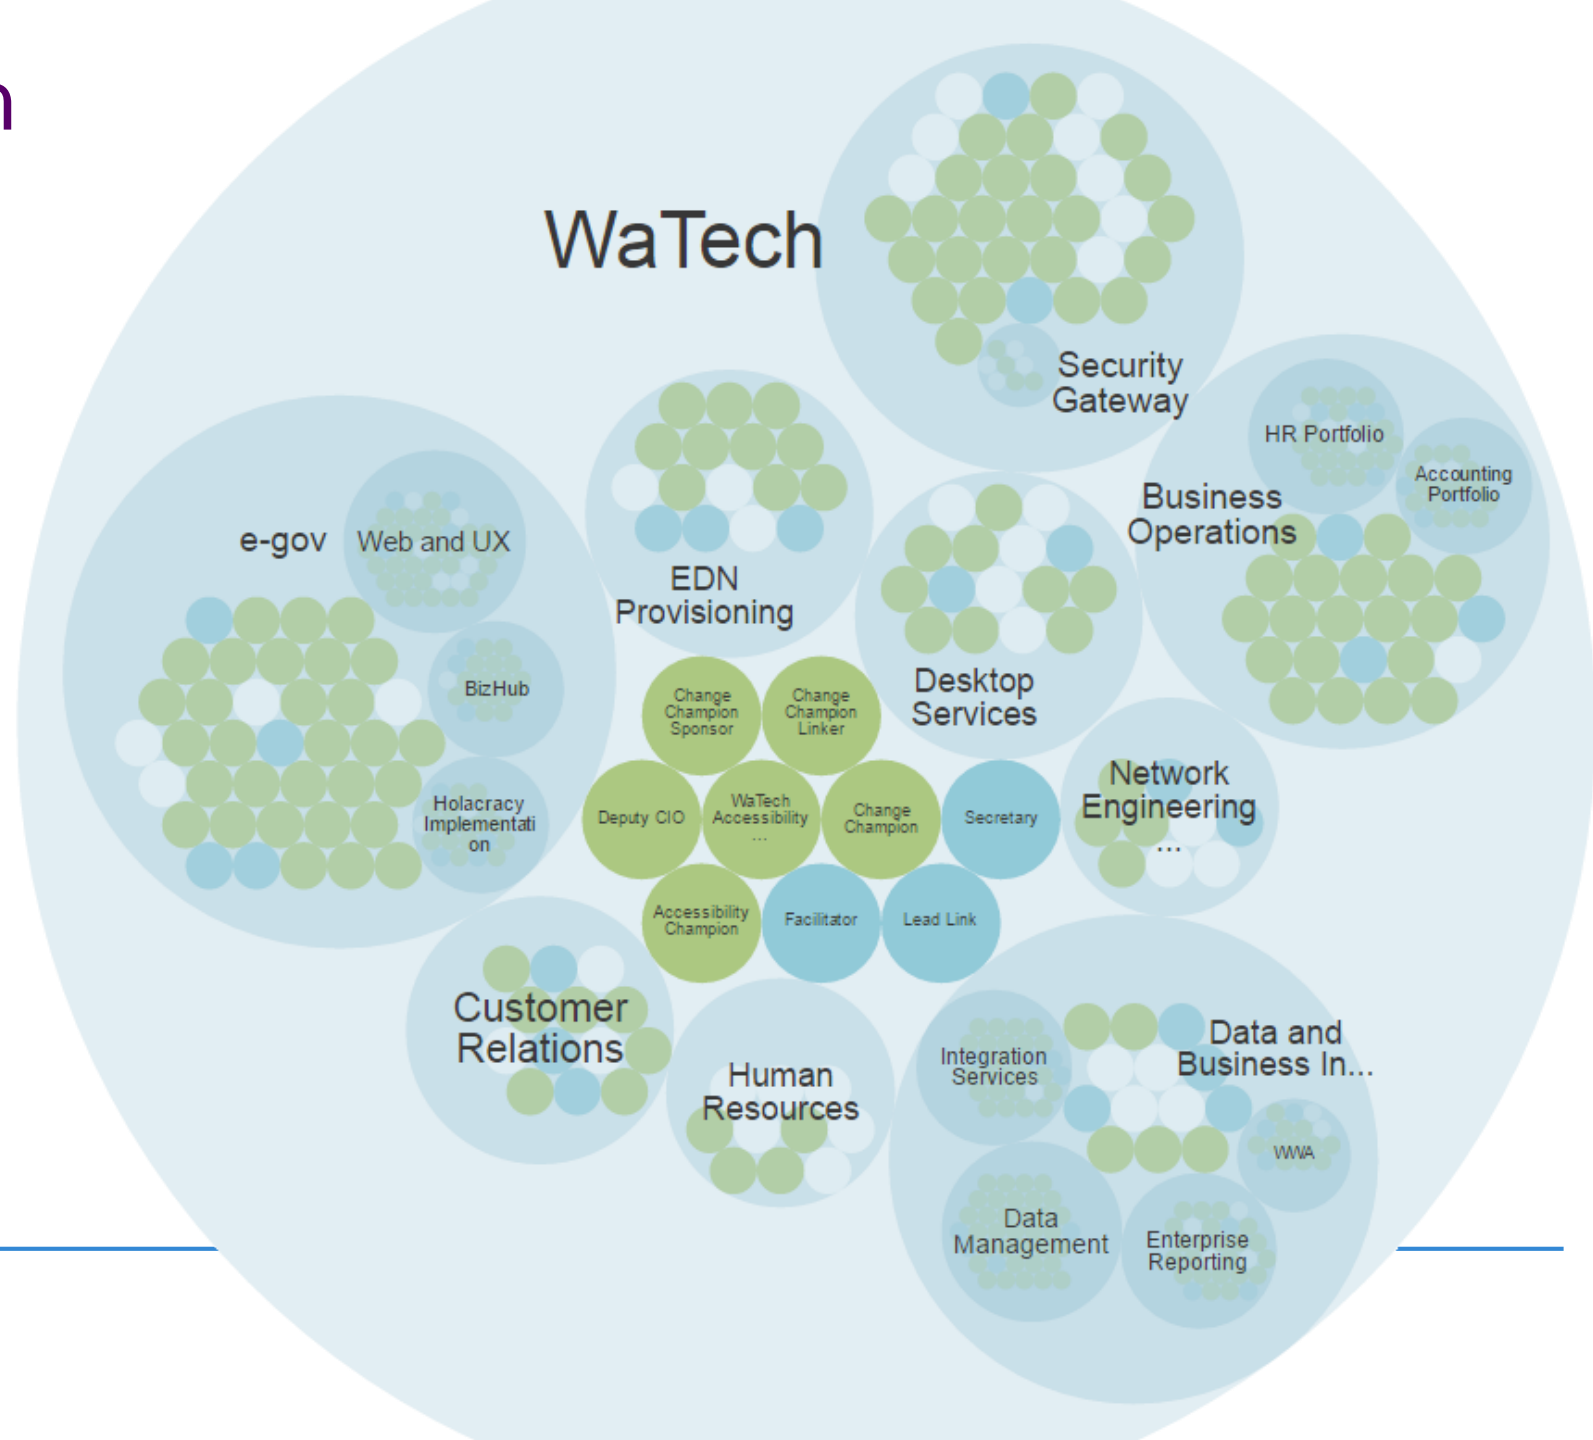 n
WaTech
Security
Gateway
HR Portfolio
Accounting
Portfolio
Business
Operations
e-gov
Web and UX
EDN
Provisioning
BizHub
Desktop
Services
Change
Champion
Sponsor
Change
Champion
Linker
Network
Engineering
...
Holacracy
Implementati
on
Deputy CIO
WaTech
Accessibility
...
Change
Champion
Secretary
Accessibility
Champion
Facilitator
Lead Link
Customer
Relations
Human
Resources
Integration
Services
Data and
Business In...
WWA
Data
Management
Enterprise
Reporting